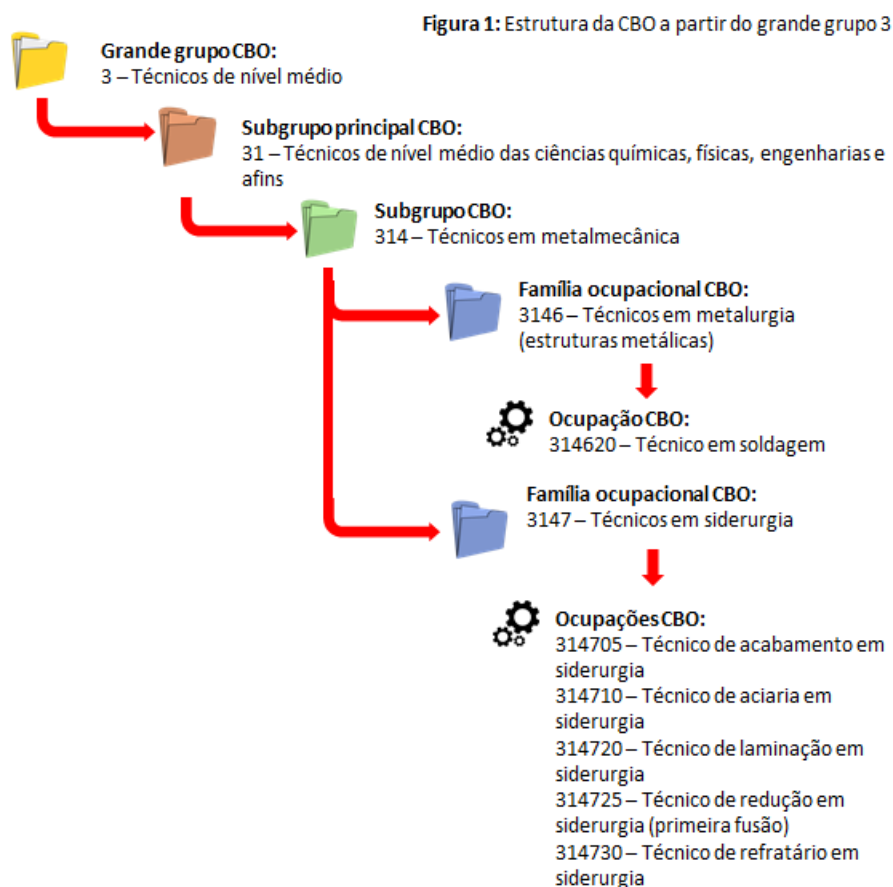 Figura 1: Estrutura da CBO a partir do grande grupo 3
Grande grupo CBO:
3 – Técnicos de nível médio
Subgrupo principal CBO:
31 – Técnicos de nível médio das ciências químicas, físicas, engenharias e
afins
Subgrupo CBO:
314 – Técnicos em metalmecânica
Família ocupacional CBO:
3146 – Técnicos em metalurgia
(estruturas metálicas)
Ocupação CBO:
314620 – Técnico em soldagem
Família ocupacional CBO:
3147 – Técnicos em siderurgia
Ocupações CBO:
314705 – Técnico de acabamento em
siderurgia
314710 – Técnico de aciaria em
siderurgia
314720 – Técnico de laminação em
siderurgia
314725 – Técnico de redução em
siderurgia (primeira fusão)
314730 – Técnico de refratário em
siderurgia